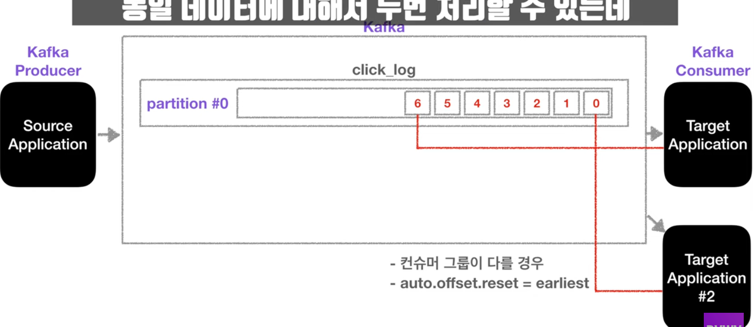 동일 데이터에 대해서 두번 처리할 수 있는데
Kafka
Kafka
Producer
Kafka
Consumer
click_log
partition #0
6 5 4 3 2 1 0
Source
Application
Target
Application
- 컨슈머 그룹이 다를 경우
- auto.offset.reset = earliest
Target
Application
#2